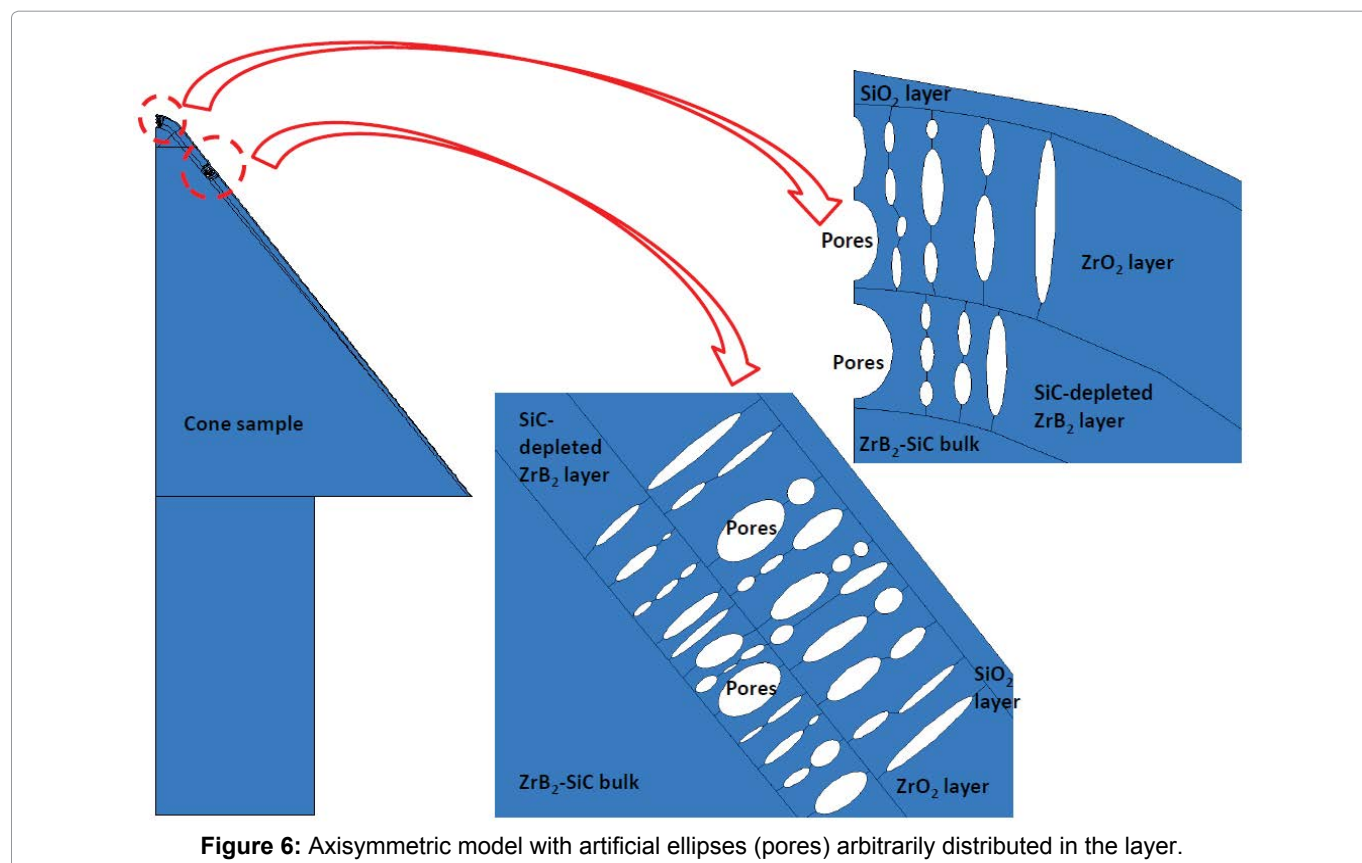 SiO₂ layer
Pores
ZrO₂ layer
Pores
SiC-depleted
ZrB₂ layer
ZrB₂-SiC bulk
Cone sample
SiC-
depleted
ZrB₂ layer
Pores
Pores
SiO₂
layer
ZrB₂-SiC bulk
ZrO₂ layer
Figure 6: Axisymmetric model with artificial ellipses (pores) arbitrarily distributed in the layer.